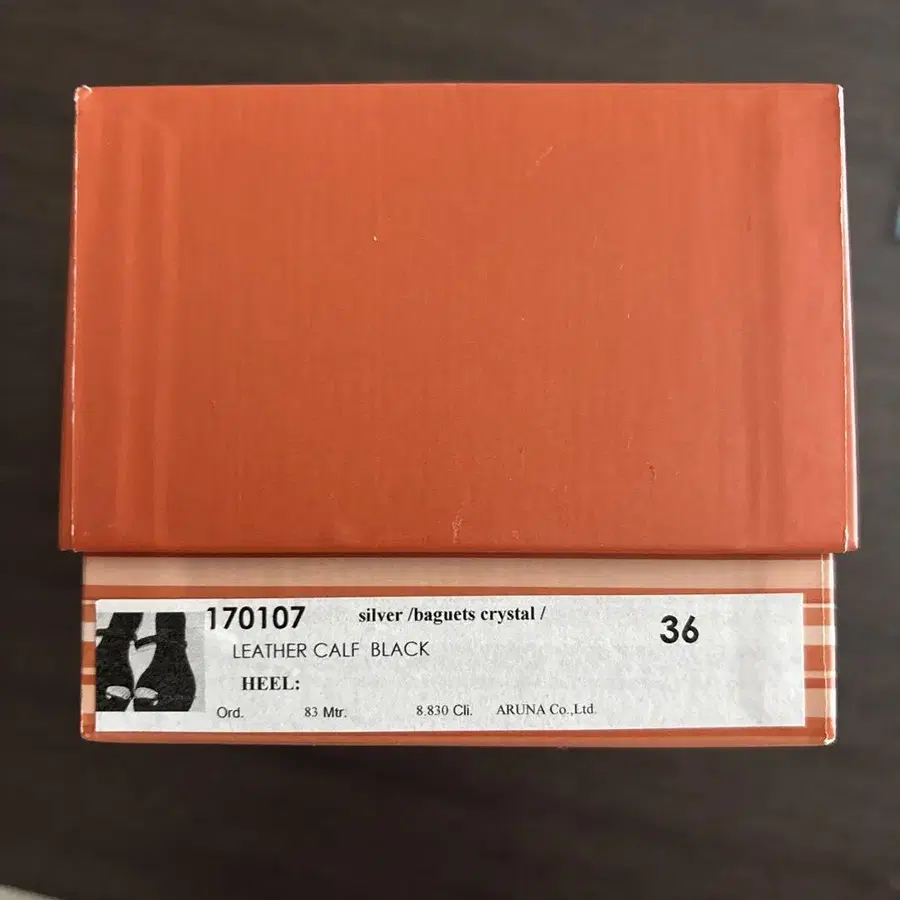 170107 silver /baguets crystal / 36
LEATHER CALF BLACK
HEEL:
Ord. 83 Mtr. 8.830 Cli. ARUNA Co.,Ltd.